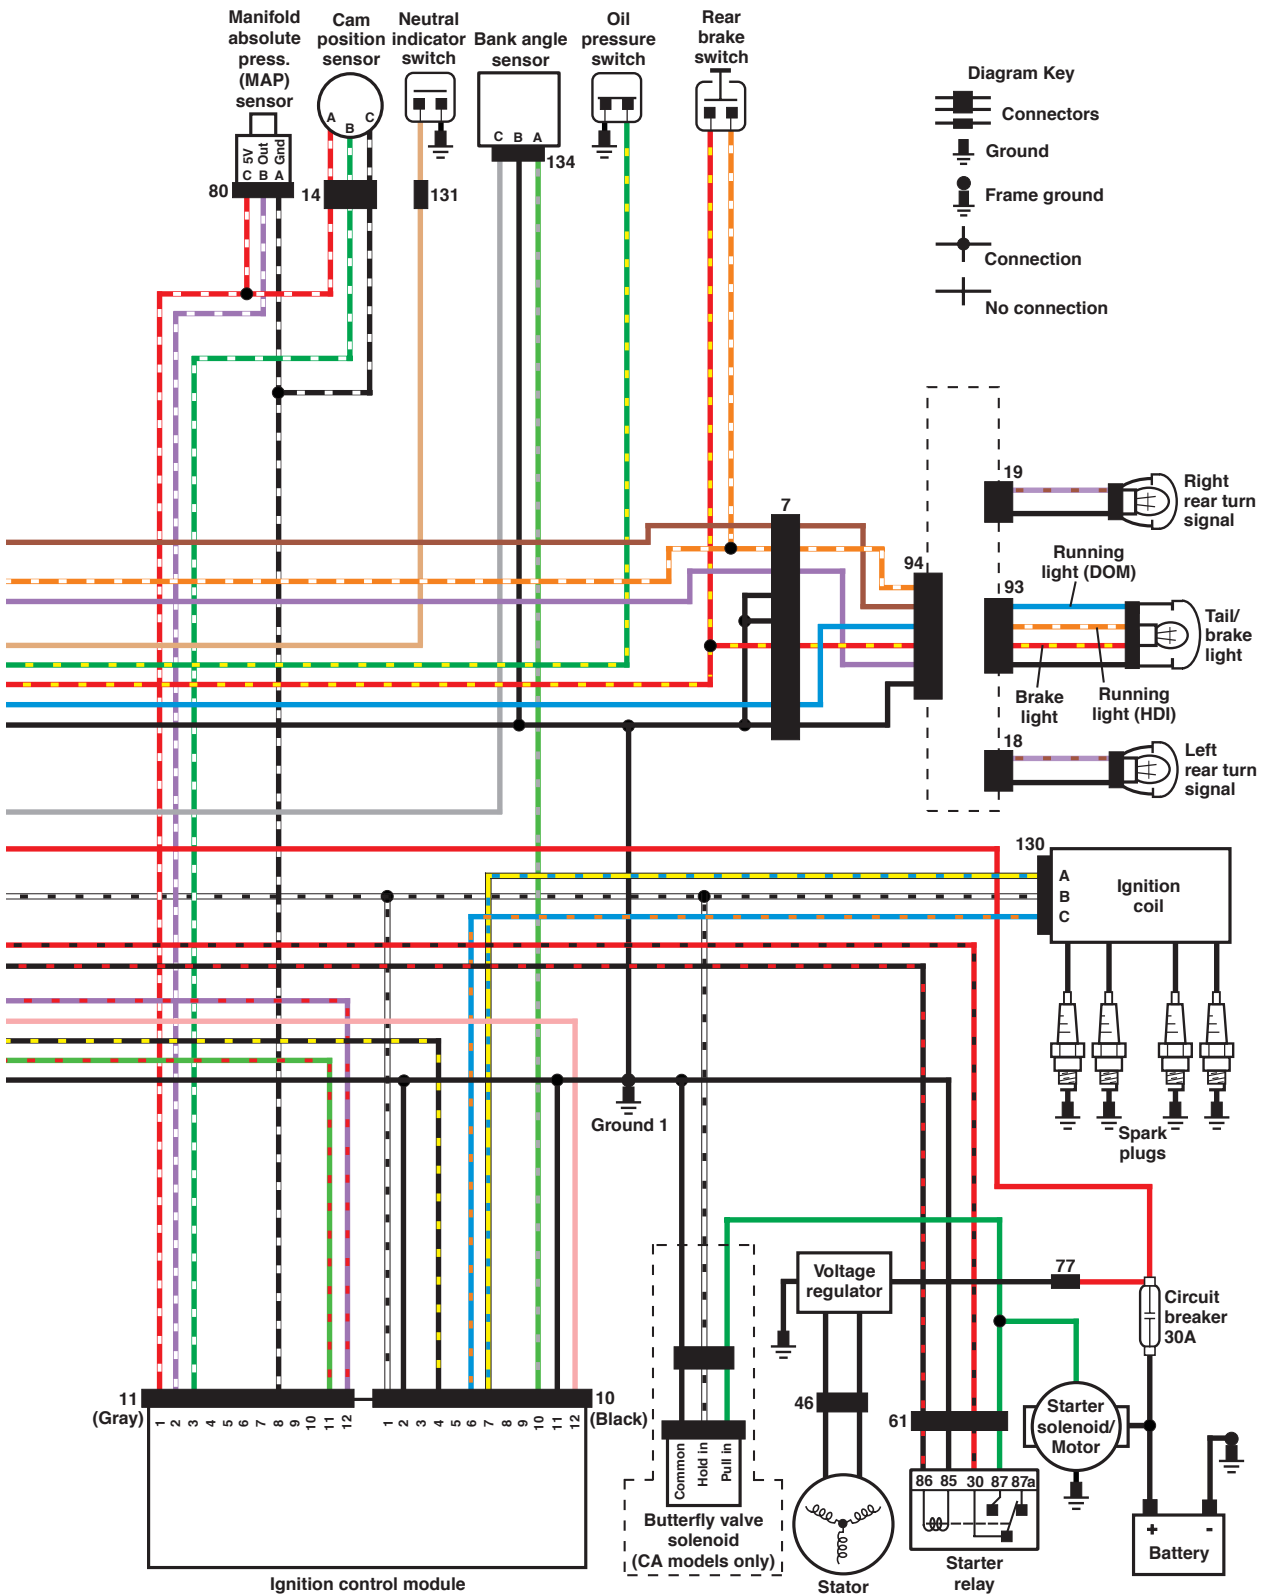 Manifold
absolute
press.
(MAP)
sensor
Cam
position
sensor
Neutral
indicator
switch
Bank angle
sensor
Oil
pressure
switch
Rear
brake
switch
Diagram Key
Connectors
Ground
Frame ground
Connection
No connection
A
B
C
5V
Out
Gnd
C B A
C B A
80
14
131
134
7
94
19
Right
rear turn
signal
Running
light (DOM)
93
Tail/
brake
light
Brake
light
Running
light (HDI)
18
Left
rear turn
signal
130
A
B
C
Ignition
coil
Spark
plugs
Ground 1
77
Voltage
regulator
Circuit
breaker
30A
46
61
Starter
solenoid/
Motor
11
(Gray)
1 2 3 4 5 6 7 8 9 10 11 12
1 2 3 4 5 6 7 8 9 10 11 12
10
(Black)
Common
Hold in
Pull in
86 85 30 87 87a
+ -
Battery
Butterfly valve
solenoid
(CA models only)
Stator
Starter
relay
Ignition control module